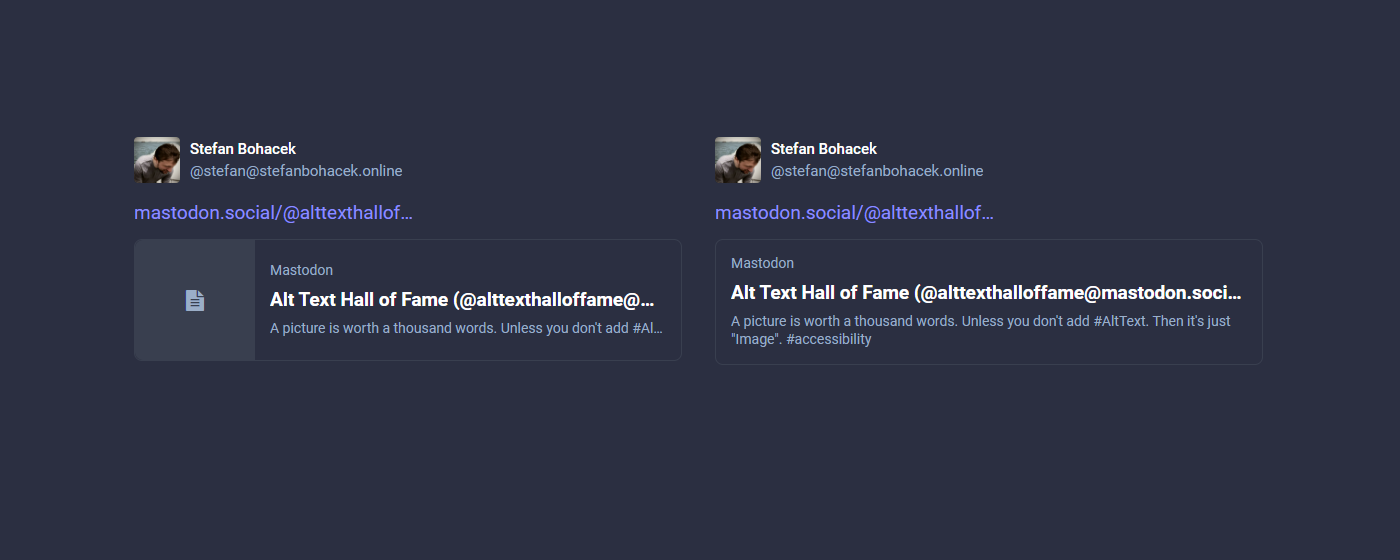 Stefan Bohacek
@stefan@stefanbohacek.online
mastodon.social/@alttexthallof…
Mastodon
Alt Text Hall of Fame (@alttexthalloffame@…
A picture is worth a thousand words. Unless you don't add #Al…
Stefan Bohacek
@stefan@stefanbohacek.online
mastodon.social/@alttexthallof…
Mastodon
Alt Text Hall of Fame (@alttexthalloffame@mastodon.soci…
A picture is worth a thousand words. Unless you don't add #AltText. Then it's just
"Image". #accessibility